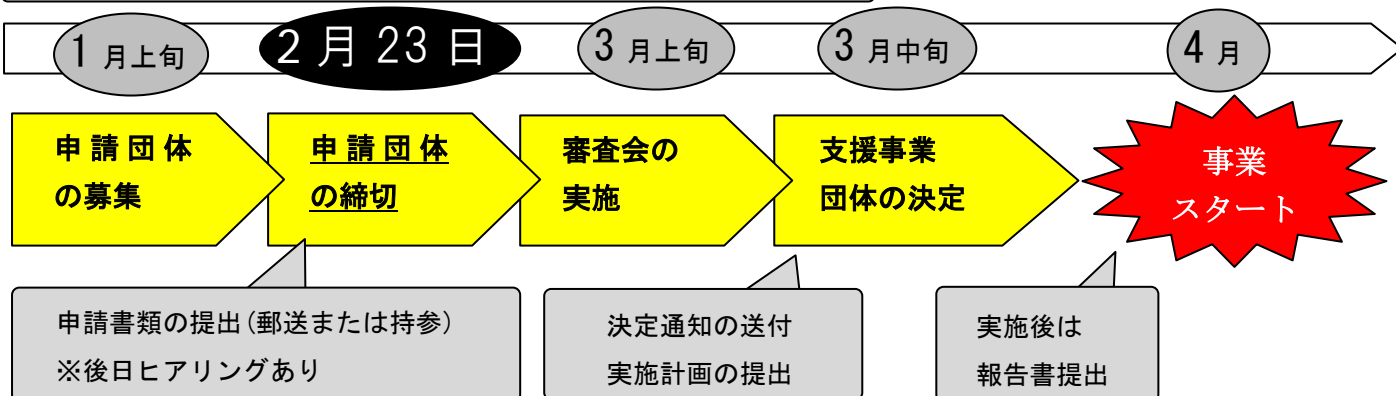 1月上旬
2月23日
3月上旬
3月中旬
4月
申請団体
の募集
申請団体
の締切
審査会の
実施
支援事業
団体の決定
事業
スタート
申請書類の提出(郵送または持参)
※後日ヒアリングあり
決定通知の送付
実施計画の提出
実施後は
報告書提出